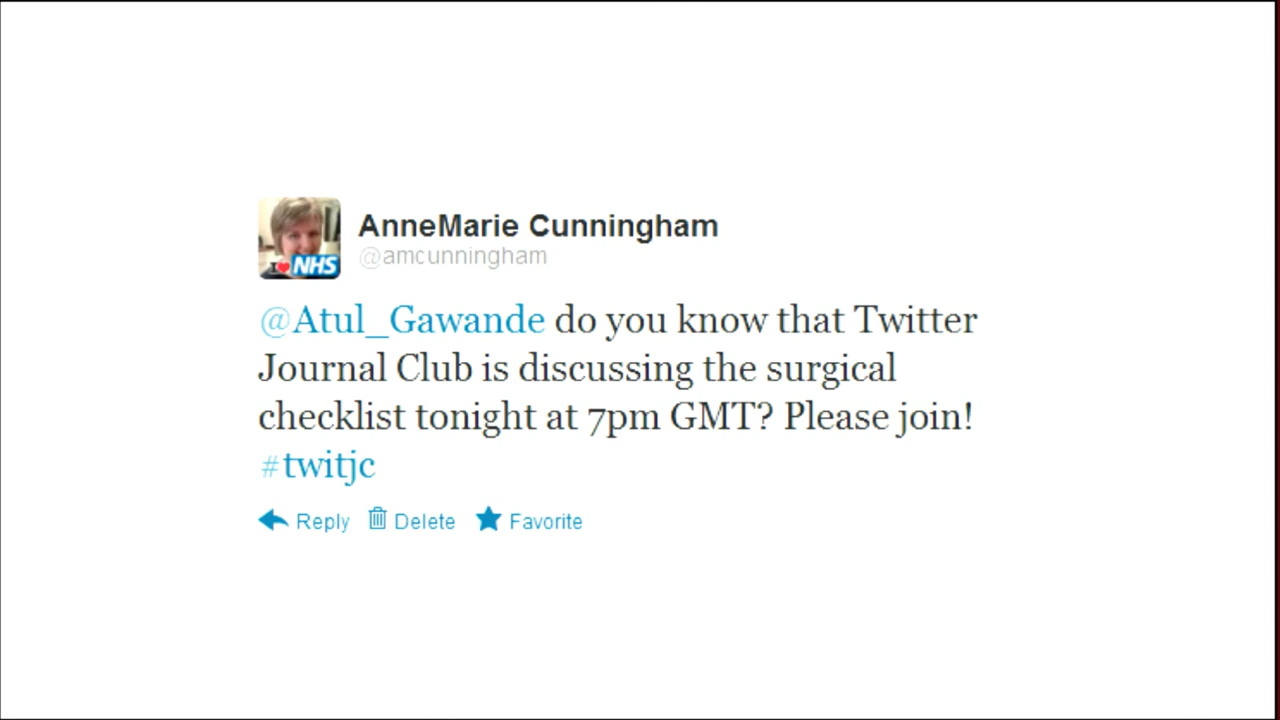 I ❤ NHS
AnneMarie Cunningham
@amcunningham
@Atul_Gawande do you know that Twitter
Journal Club is discussing the surgical
checklist tonight at 7pm GMT? Please join!
#twitjc
Reply Delete Favorite